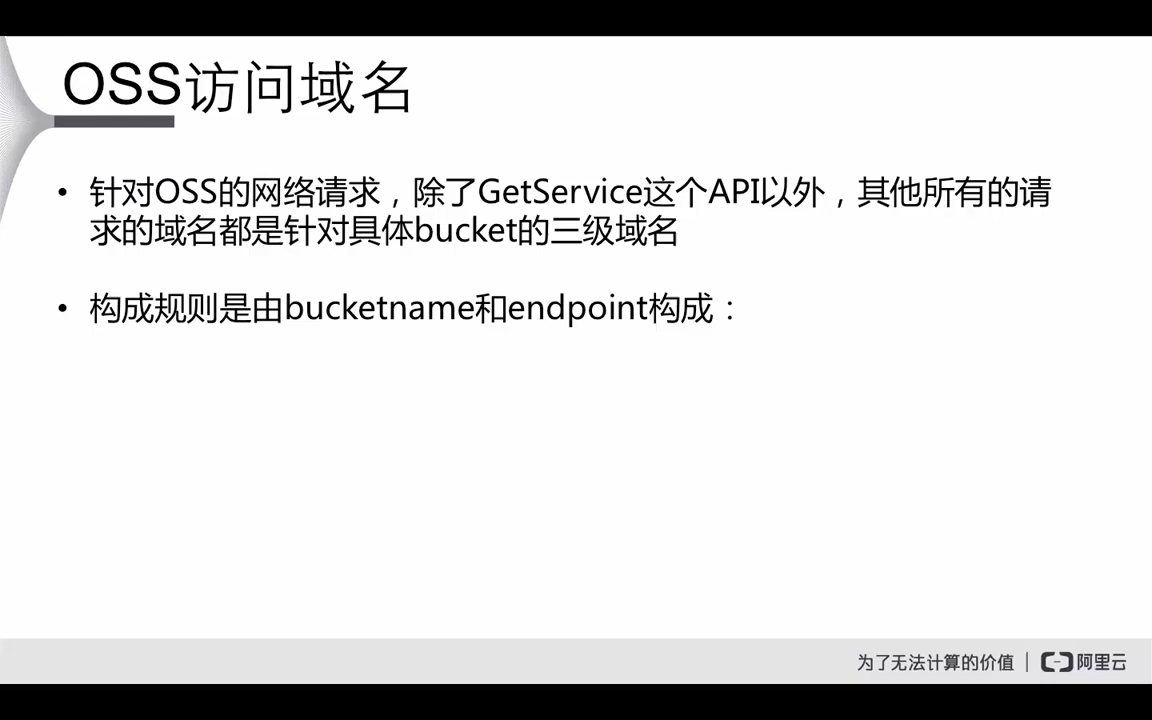 OSS访问域名
• 针对OSS的网络请求，除了GetService这个API以外，其他所有的请
求的域名都是针对具体bucket的三级域名
• 构成规则是由bucketname和endpoint构成：
为了无法计算的价值 | 阿里云